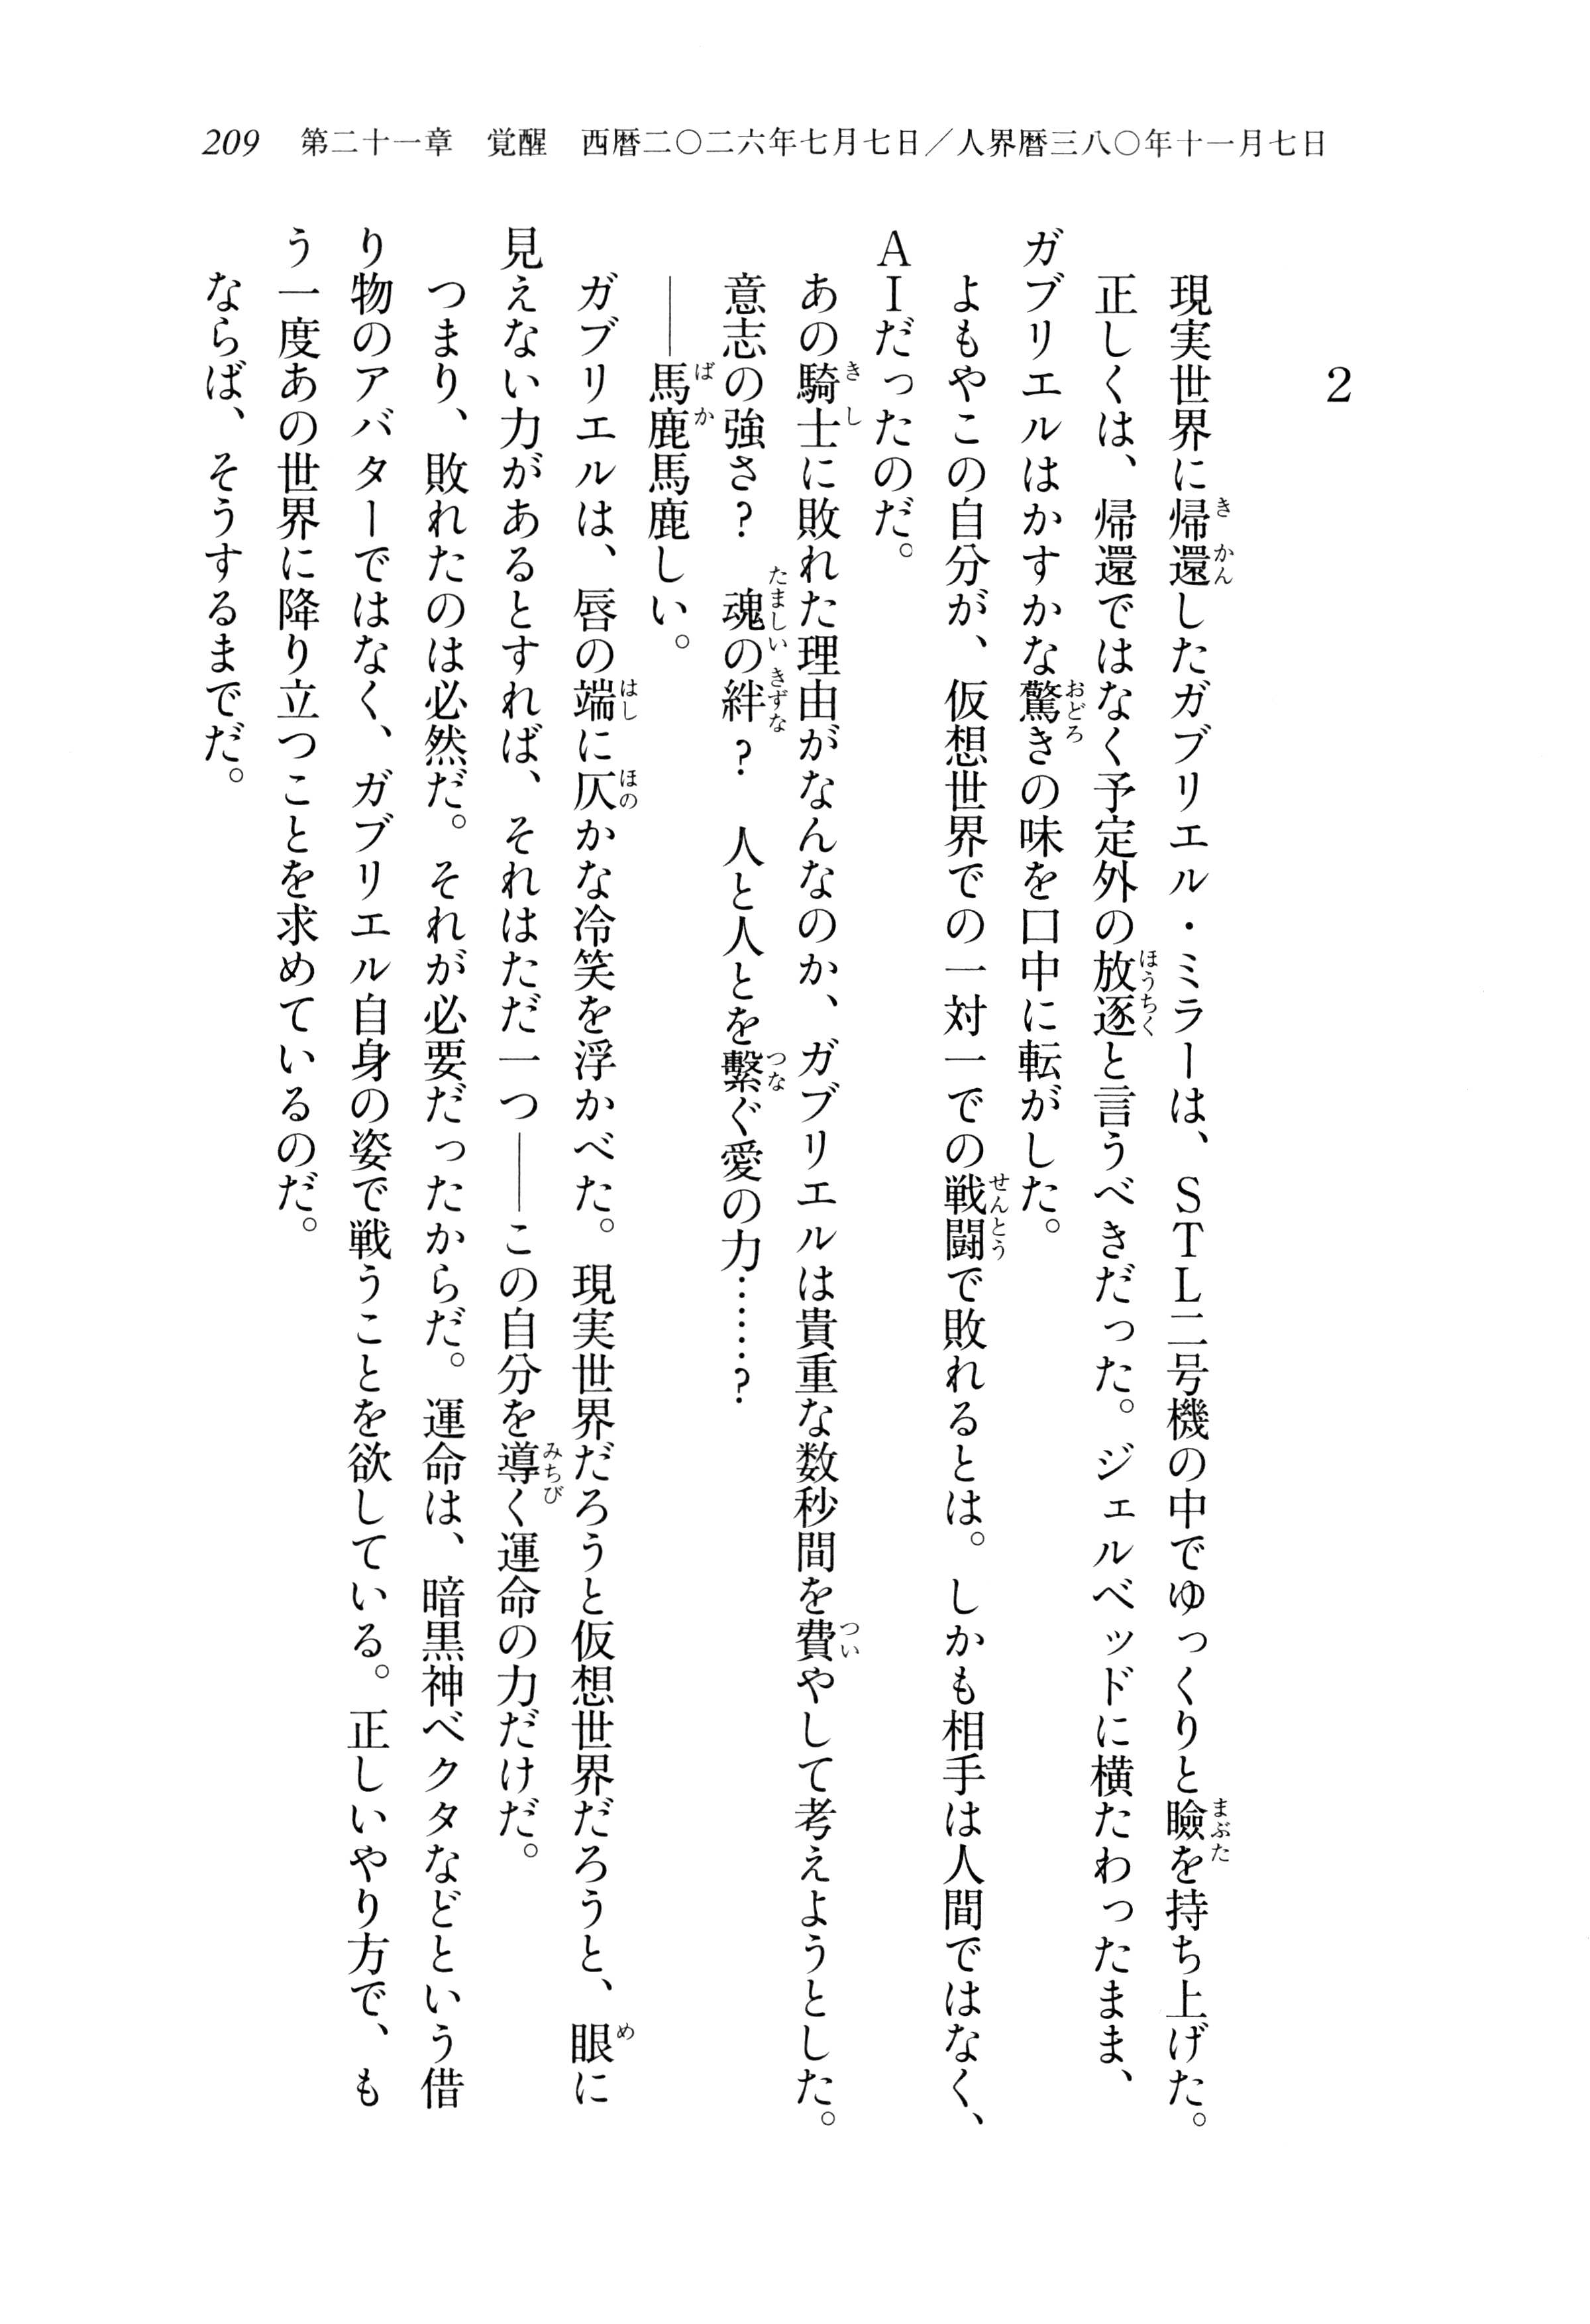 209　第二十一章　覚醒　西暦二〇二六年七月七日／人界暦三八〇年十一月七日
2
現実世界に帰還したガブリエル・ミラーは、ＳＴＬ二号機の中でゆっくりと瞼を持ち上げた。
正しくは、帰還ではなく予定外の放逐と言うべきだった。ジェルベッドに横たわったまま、
ガブリエルはかすかな驚きの味を口中に転がした。
よもやこの自分が、仮想世界での一対一での戦闘で敗れるとは。しかも相手は人間ではなく、
ＡＩだったのだ。
あの騎士に敗れた理由がなんなのか、ガブリエルは貴重な数秒間を費やして考えようとした。
意志の強さ？　魂の絆？　人と人とを繫ぐ愛の力……？
――馬鹿馬鹿しい。
ガブリエルは、唇の端に仄かな冷笑を浮かべた。現実世界だろうと仮想世界だろうと、眼に
見えない力があるとすれば、それはただ一つ――この自分を導く運命の力だけだ。
つまり、敗れたのは必然だ。それが必要だったからだ。運命は、暗黒神ベクタなどという借
り物のアバターではなく、ガブリエル自身の姿で戦うことを欲している。正しいやり方で、も
う一度あの世界に降り立つことを求めているのだ。
ならば、そうするまでだ。